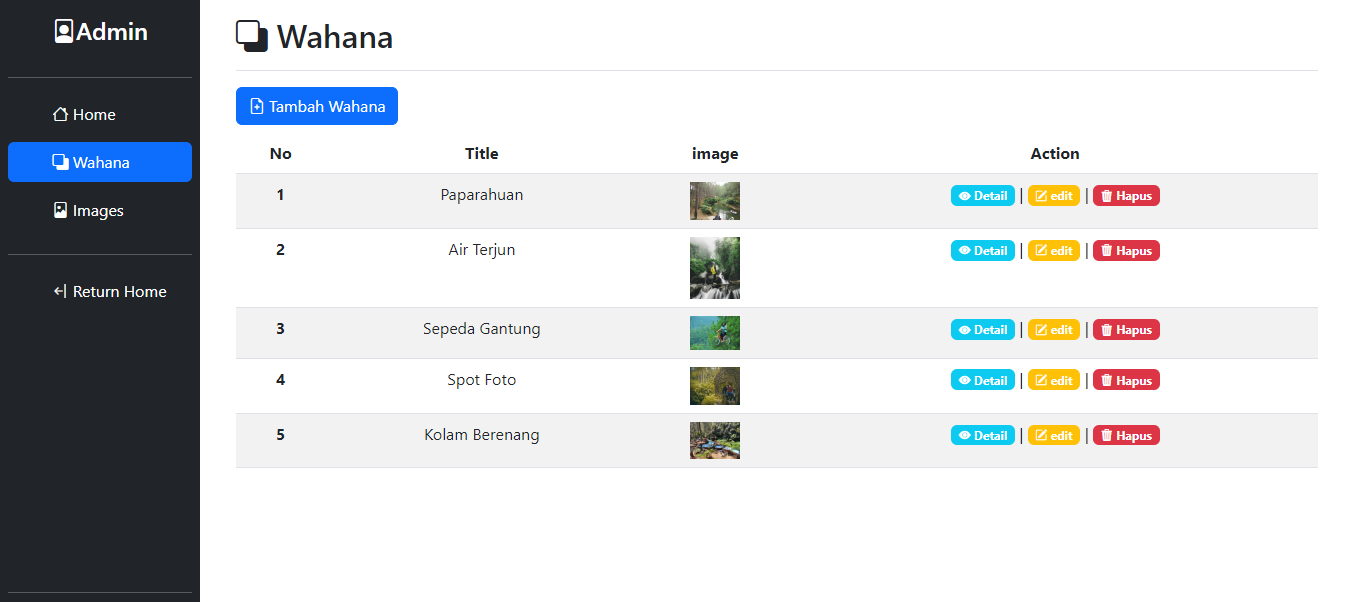 Admin
Home
Wahana
Images
Return Home
Wahana
Tambah Wahana
No Title image Action
1 Paparahuan Detail | edit | Hapus
2 Air Terjun Detail | edit | Hapus
3 Sepeda Gantung Detail | edit | Hapus
4 Spot Foto Detail | edit | Hapus
5 Kolam Berenang Detail | edit | Hapus